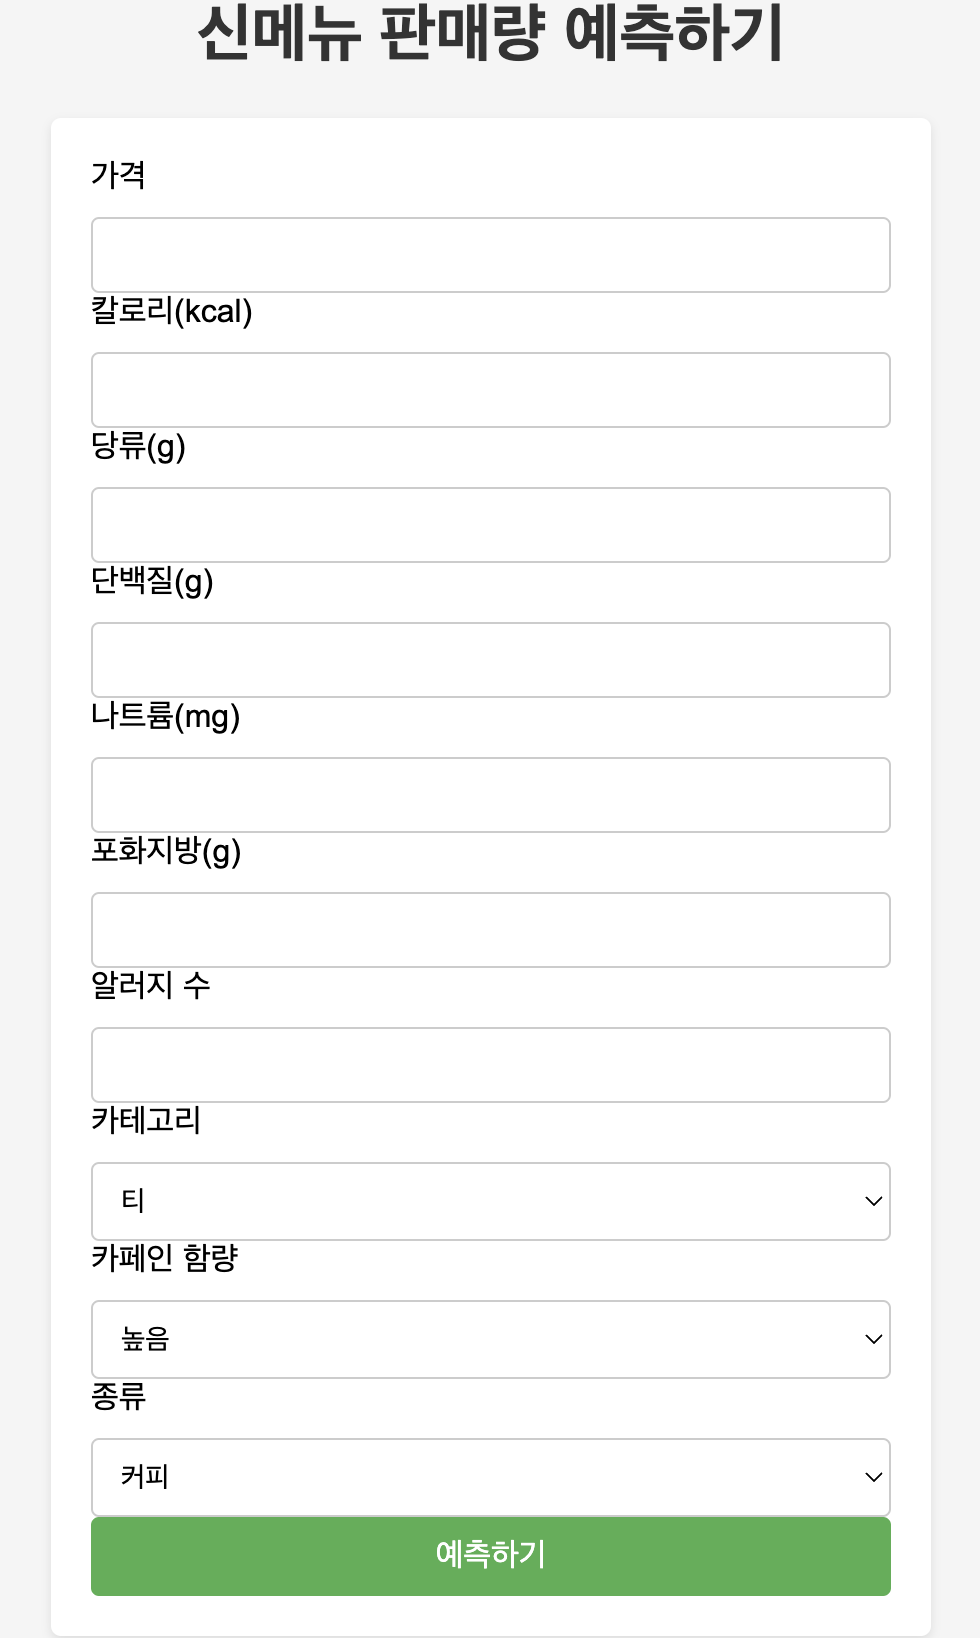 신메뉴 판매량 예측하기
가격
칼로리(kcal)
당류(g)
단백질(g)
나트륨(mg)
포화지방(g)
알러지 수
카테고리
티
카페인 함량
높음
종류
커피
예측하기